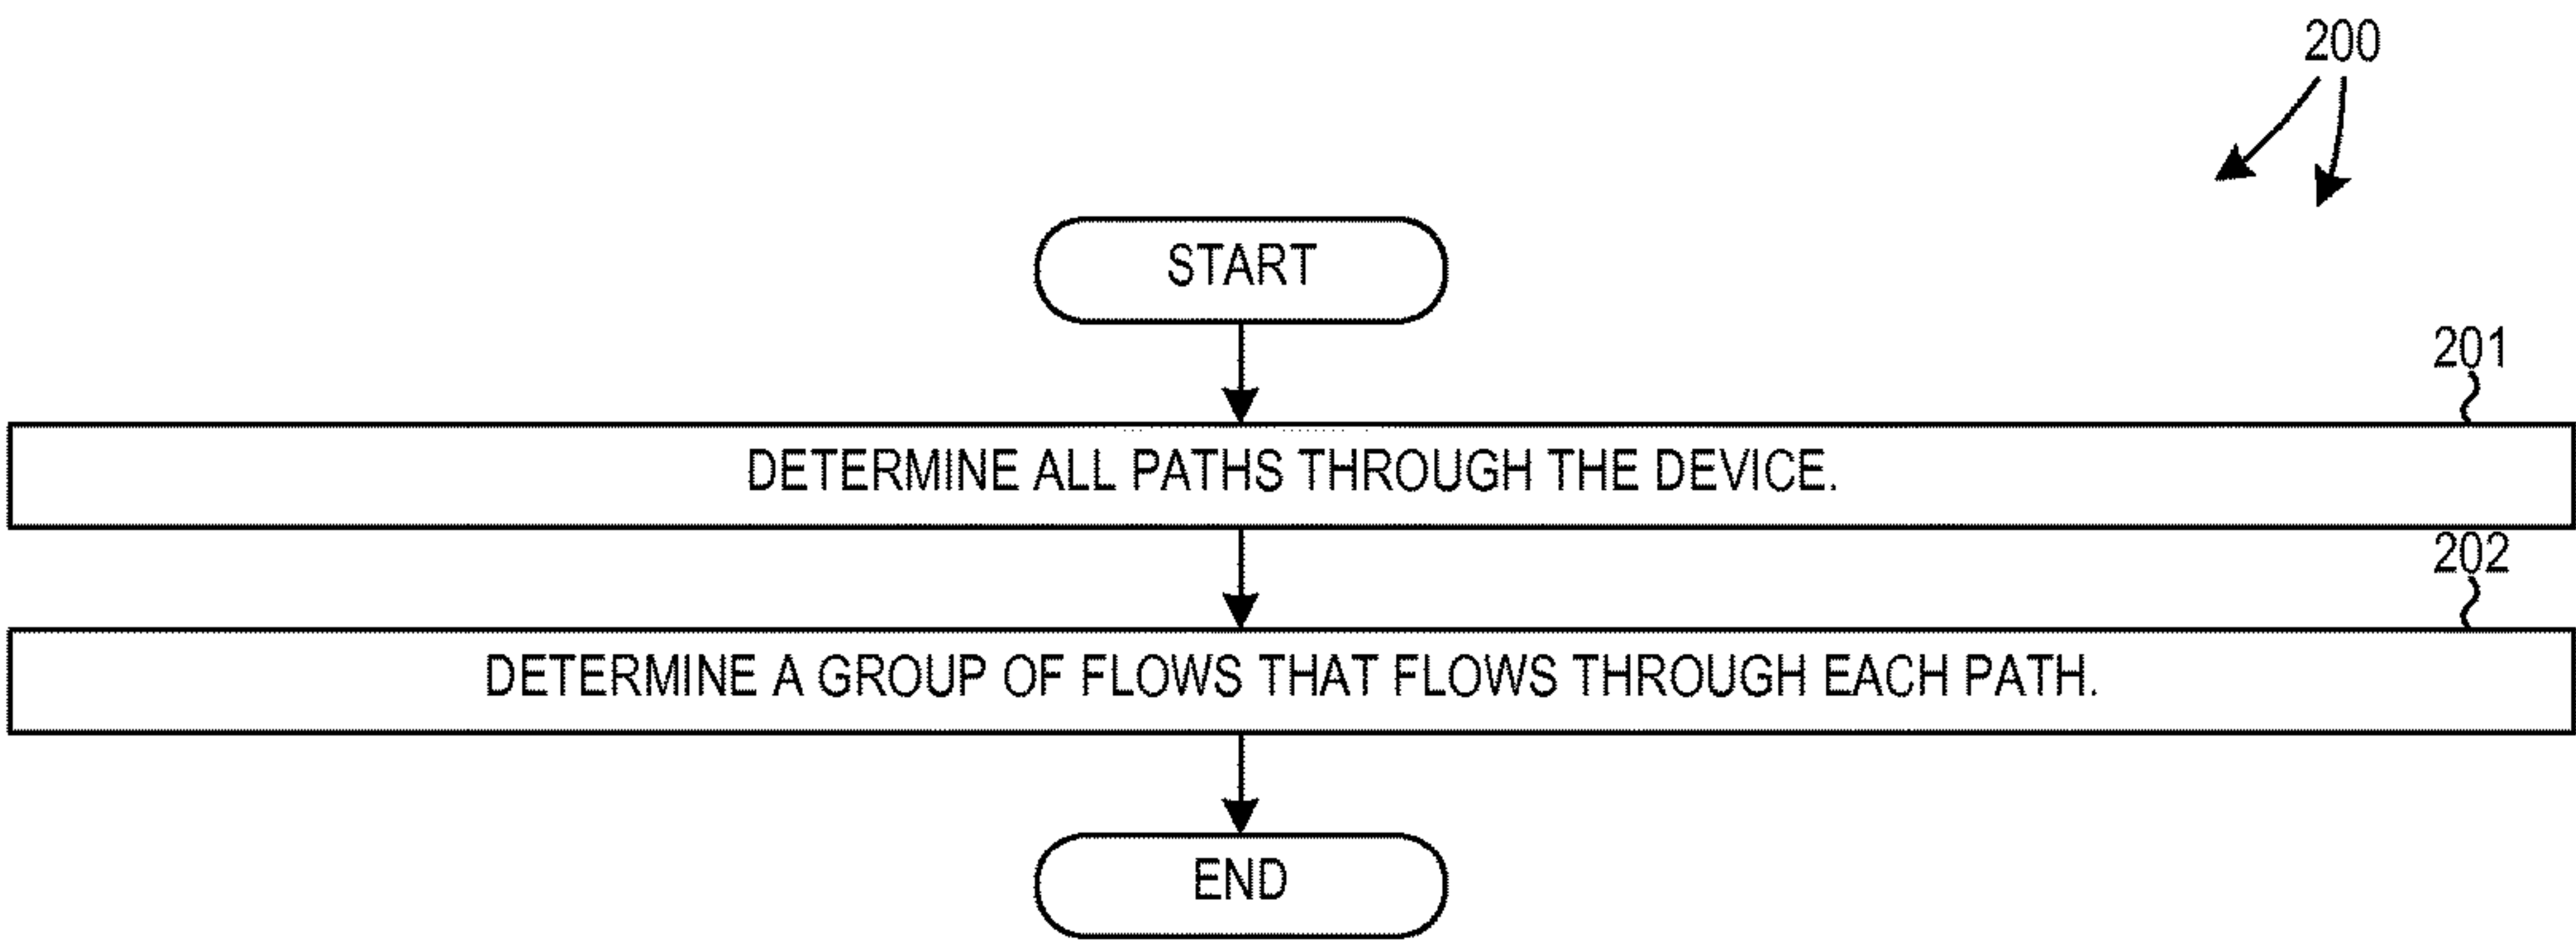 200
START
201
DETERMINE ALL PATHS THROUGH THE DEVICE.
202
DETERMINE A GROUP OF FLOWS THAT FLOWS THROUGH EACH PATH.
END